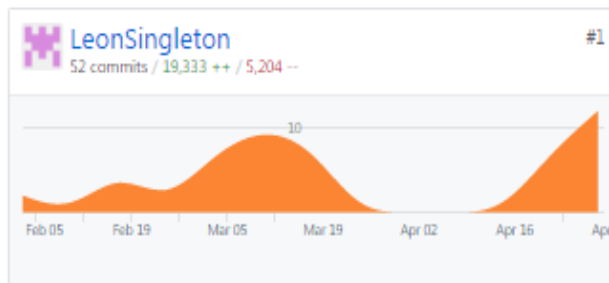 LeonSingleton
#1
52 commits / 19,333 ++ / 5,204 --
10
Feb 05 Feb 19 Mar 05 Mar 19 Apr 02 Apr 16 Ap